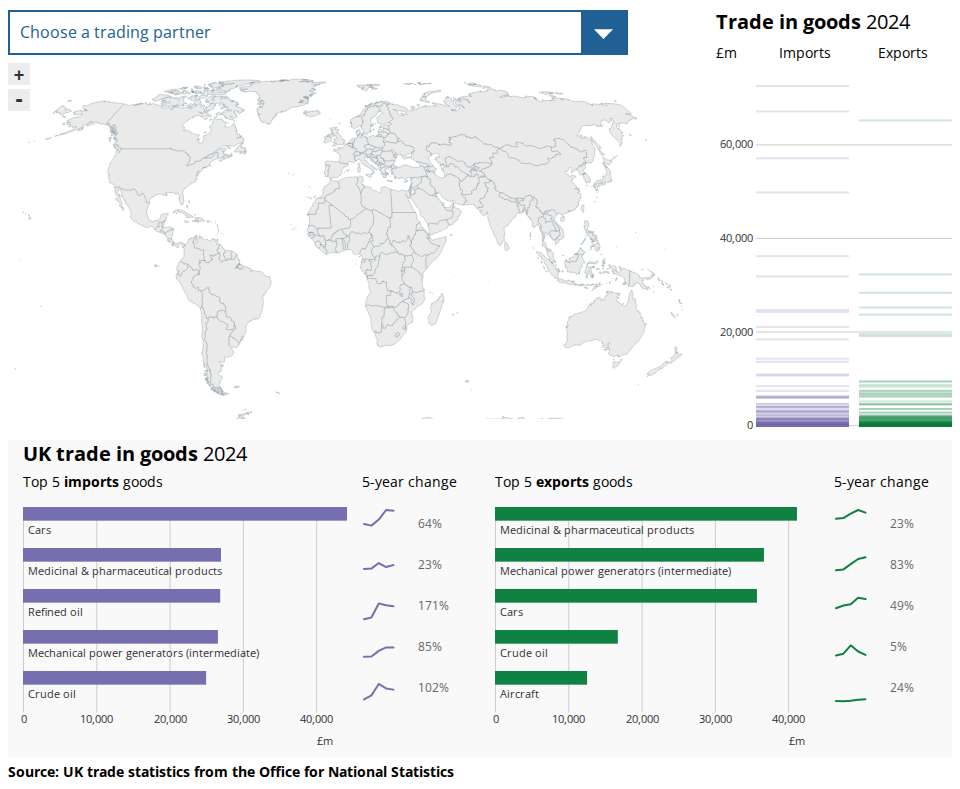 Choose a trading partner
+
-
Trade in goods 2024
£m Imports Exports
60,000
40,000
20,000
0
UK trade in goods 2024
Top 5 imports goods 5-year change
Cars 64%
Medicinal & pharmaceutical products 23%
Refined oil 171%
Mechanical power generators (intermediate) 85%
Crude oil 102%
0 10,000 20,000 30,000 40,000
£m
Top 5 exports goods 5-year change
Medicinal & pharmaceutical products 23%
Mechanical power generators (intermediate) 83%
Cars 49%
Crude oil 5%
Aircraft 24%
0 10,000 20,000 30,000 40,000
£m
Source: UK trade statistics from the Office for National Statistics